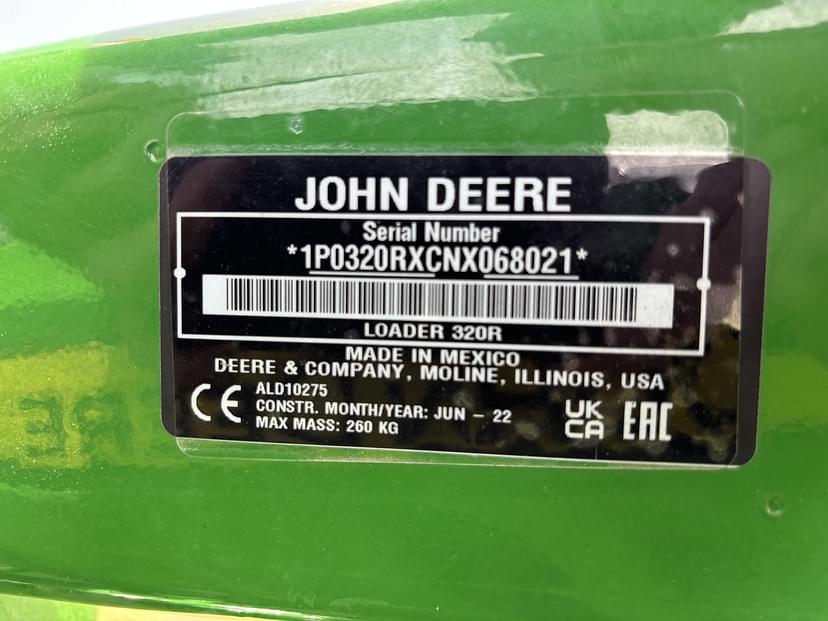 JOHN DEERE
Serial Number
*1P0320RXCNX068021*
LOADER 320R
MADE IN MEXICO
DEERE & COMPANY, MOLINE, ILLINOIS, USA
CE
ALD10275
CONSTR. MONTH/YEAR: JUN - 22
MAX MASS: 260 KG
UK
CA
EAC